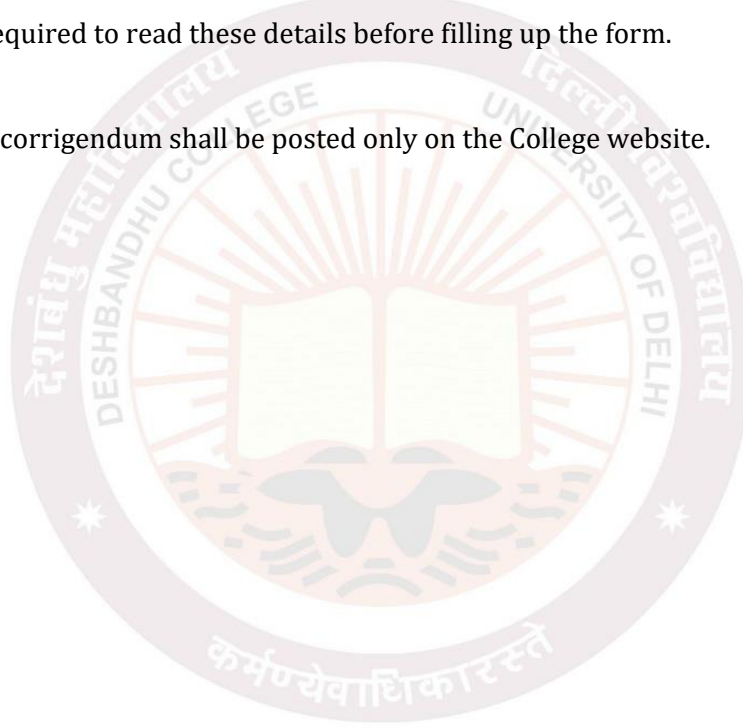 equired to read these details before filling up the form.
corrigendum shall be posted only on the College website.
देशबंधु महाविद्यालय
दिल्ली विश्वविद्यालय
DESHBANDHU COLLEGE
UNIVERSITY OF DELHI
कर्मण्येवाधिकारस्ते